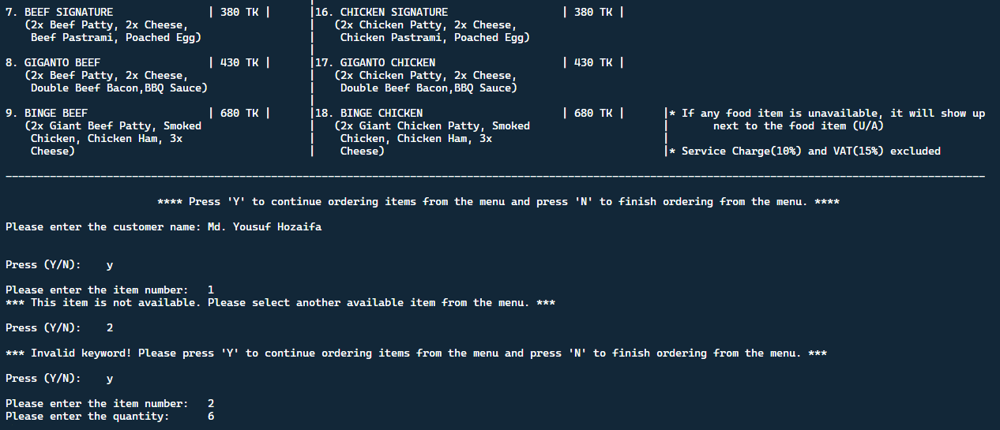 7. BEEF SIGNATURE | 380 TK | |16. CHICKEN SIGNATURE | 380 TK |
(2x Beef Patty, 2x Cheese, | (2x Chicken Patty, 2x Cheese,
Beef Pastrami, Poached Egg) | Chicken Pastrami, Poached Egg)
|
8. GIGANTO BEEF | 430 TK | |17. GIGANTO CHICKEN | 430 TK |
(2x Beef Patty, 2x Cheese, | (2x Chicken Patty, 2x Cheese,
Double Beef Bacon,BBQ Sauce) | Double Beef Bacon,BBQ Sauce)
|
9. BINGE BEEF | 680 TK | |18. BINGE CHICKEN | 680 TK | |* If any food item is unavailable, it will show up
(2x Giant Beef Patty, Smoked | (2x Giant Chicken Patty, Smoked | next to the food item (U/A)
Chicken, Chicken Ham, 3x | Chicken, Chicken Ham, 3x |
Cheese) | Cheese) |* Service Charge(10%) and VAT(15%) excluded
**** Press 'Y' to continue ordering items from the menu and press 'N' to finish ordering from the menu. ****
Please enter the customer name: Md. Yousuf Hozaifa
Press (Y/N): y
Please enter the item number: 1
*** This item is not available. Please select another available item from the menu. ***
Press (Y/N): 2
*** Invalid keyword! Please press 'Y' to continue ordering items from the menu and press 'N' to finish ordering from the menu. ***
Press (Y/N): y
Please enter the item number: 2
Please enter the quantity: 6